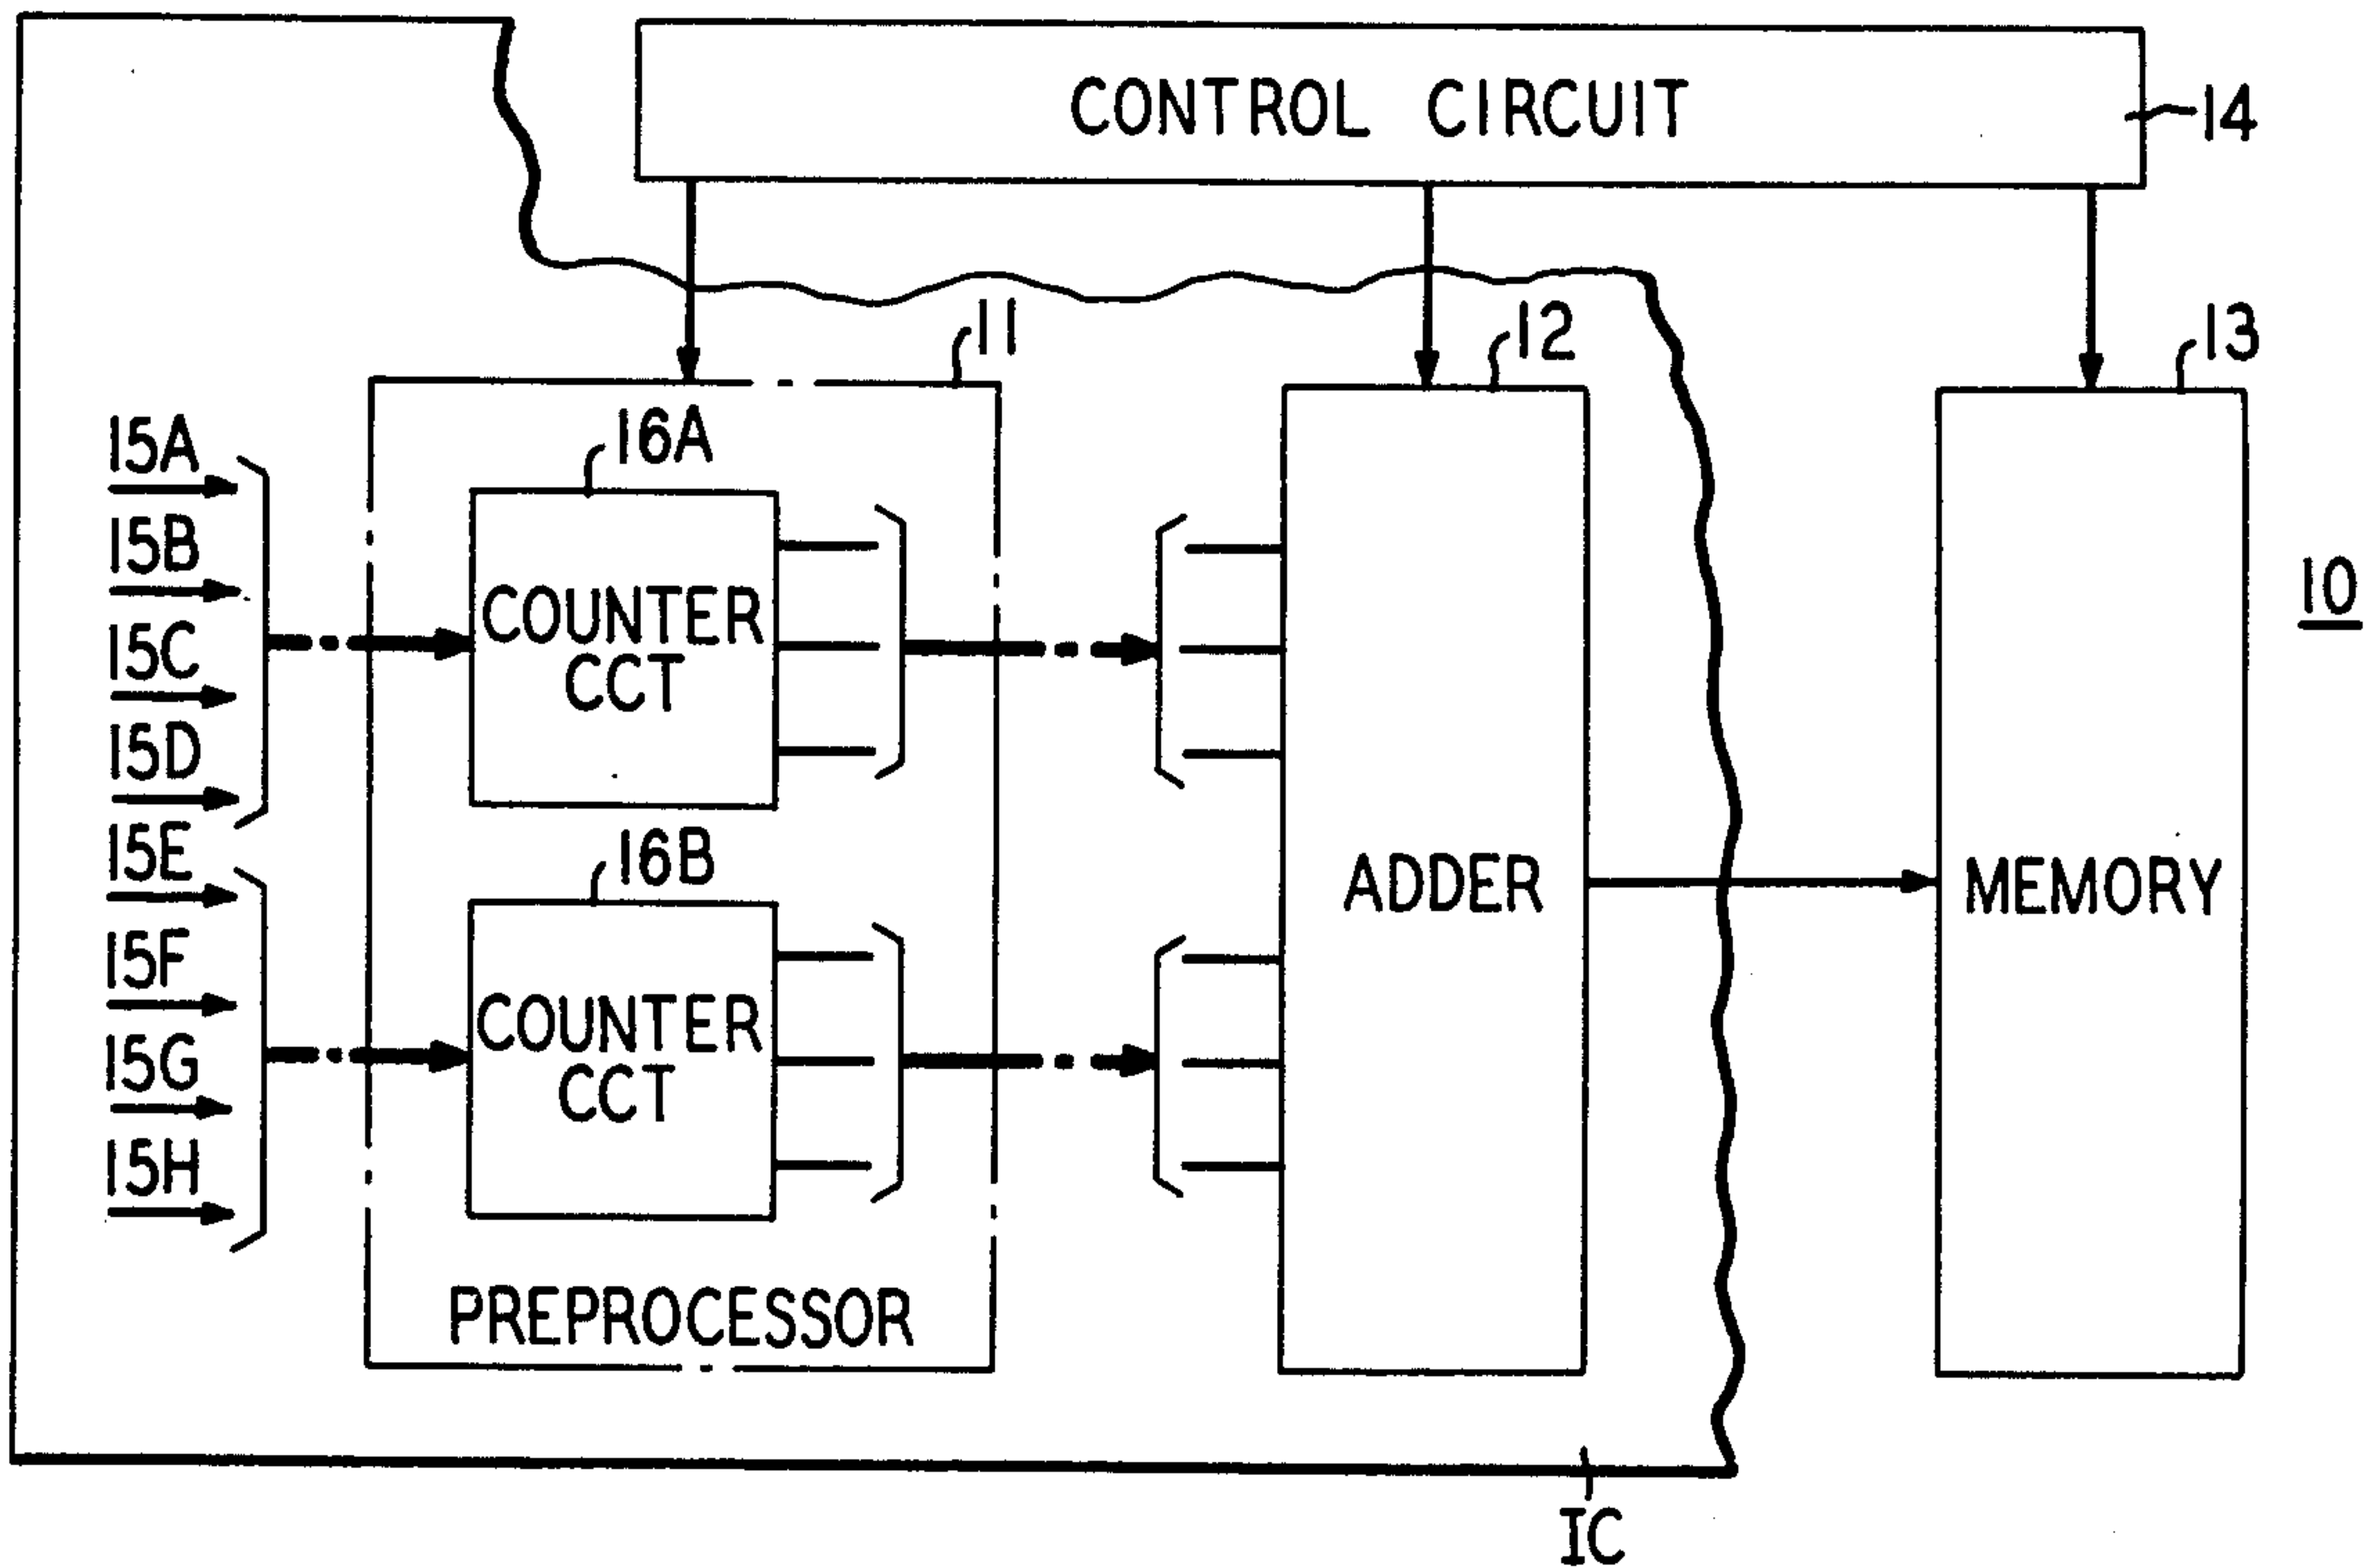 CONTROL CIRCUIT
14
11
12
13
15A
16A
15B
10
COUNTER
CCT
15C
15D
15E
16B
ADDER
MEMORY
15F
COUNTER
CCT
15G
15H
PREPROCESSOR
IC